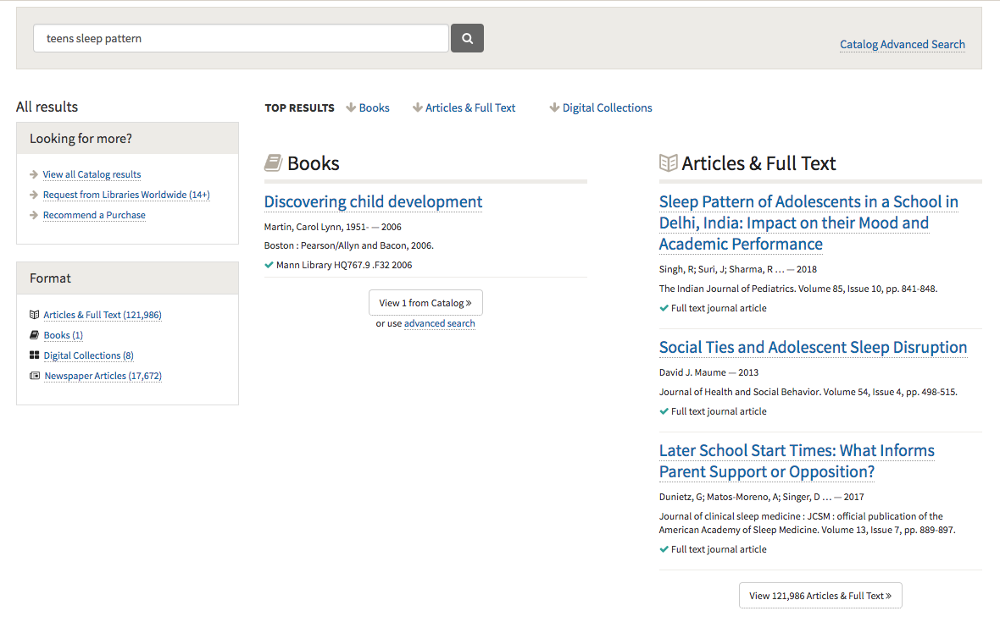 teens sleep pattern
Catalog Advanced Search
All results
Looking for more?
View all Catalog results
Request from Libraries Worldwide (14+)
Recommend a Purchase
Format
Articles & Full Text (121,986)
Books (1)
Digital Collections (8)
Newspaper Articles (17,672)
TOP RESULTS Books Articles & Full Text Digital Collections
Books
Discovering child development
Martin, Carol Lynn, 1951- — 2006
Boston : Pearson/Allyn and Bacon, 2006.
Mann Library HQ767.9 .F32 2006
View 1 from Catalog »
or use advanced search
Articles & Full Text
Sleep Pattern of Adolescents in a School in
Delhi, India: Impact on their Mood and
Academic Performance
Singh, R; Suri, J; Sharma, R ... — 2018
The Indian Journal of Pediatrics. Volume 85, Issue 10, pp. 841-848.
Full text journal article
Social Ties and Adolescent Sleep Disruption
David J. Maume — 2013
Journal of Health and Social Behavior. Volume 54, Issue 4, pp. 498-515.
Full text journal article
Later School Start Times: What Informs
Parent Support or Opposition?
Dunietz, G; Matos-Moreno, A; Singer, D ... — 2017
Journal of clinical sleep medicine : JCSM : official publication of the
American Academy of Sleep Medicine. Volume 13, Issue 7, pp. 889-897.
Full text journal article
View 121,986 Articles & Full Text »